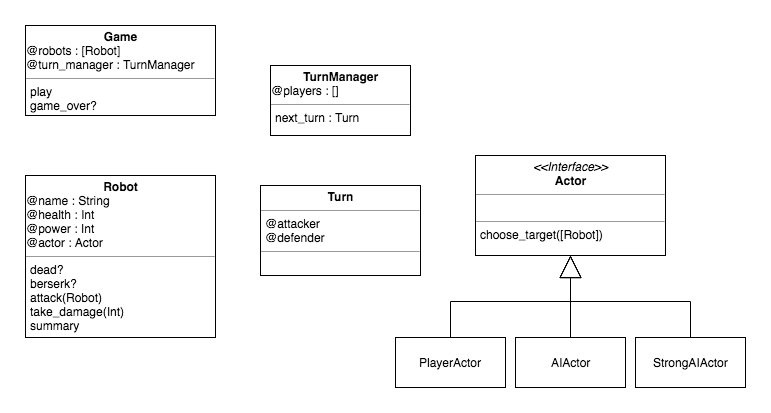 Game
@robots : [Robot]
@turn_manager : TurnManager
play
game_over?
TurnManager
@players : []
next_turn : Turn
Robot
@name : String
@health : Int
@power : Int
@actor : Actor
dead?
berserk?
attack(Robot)
take_damage(Int)
summary
Turn
@attacker
@defender
<<Interface>>
Actor
choose_target([Robot])
PlayerActor
AIActor
StrongAIActor